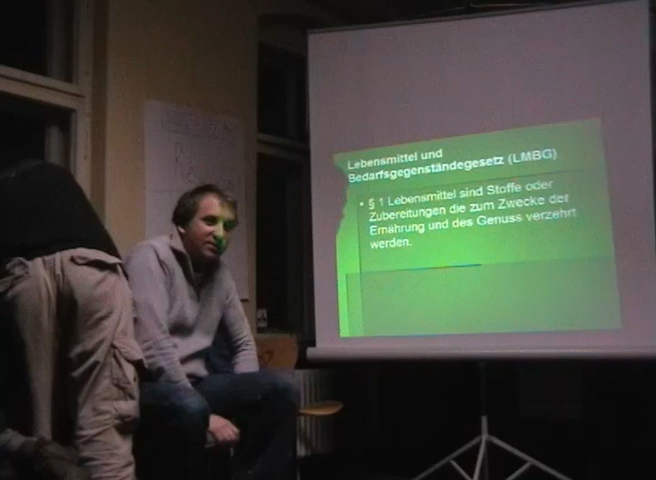 Lebensmittel und
Bedarfsgegenständegesetz (LMBG)
• § 1 Lebensmittel sind Stoffe oder
Zubereitungen die zum Zwecke der
Ernährung und des Genuss verzehrt
werden.